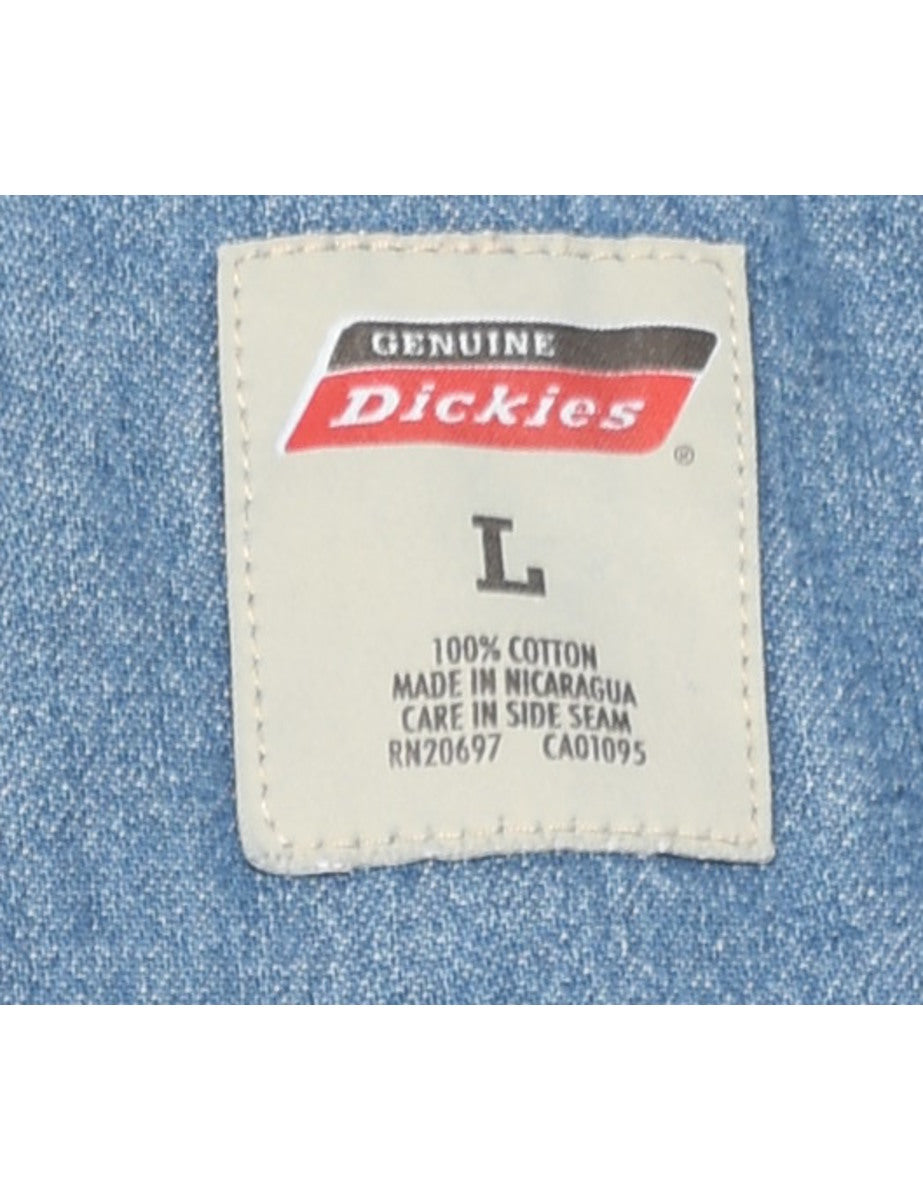 GENUINE
Dickies
®
L
100% COTTON
MADE IN NICARAGUA
CARE IN SIDE SEAM
RN20697 CA01095